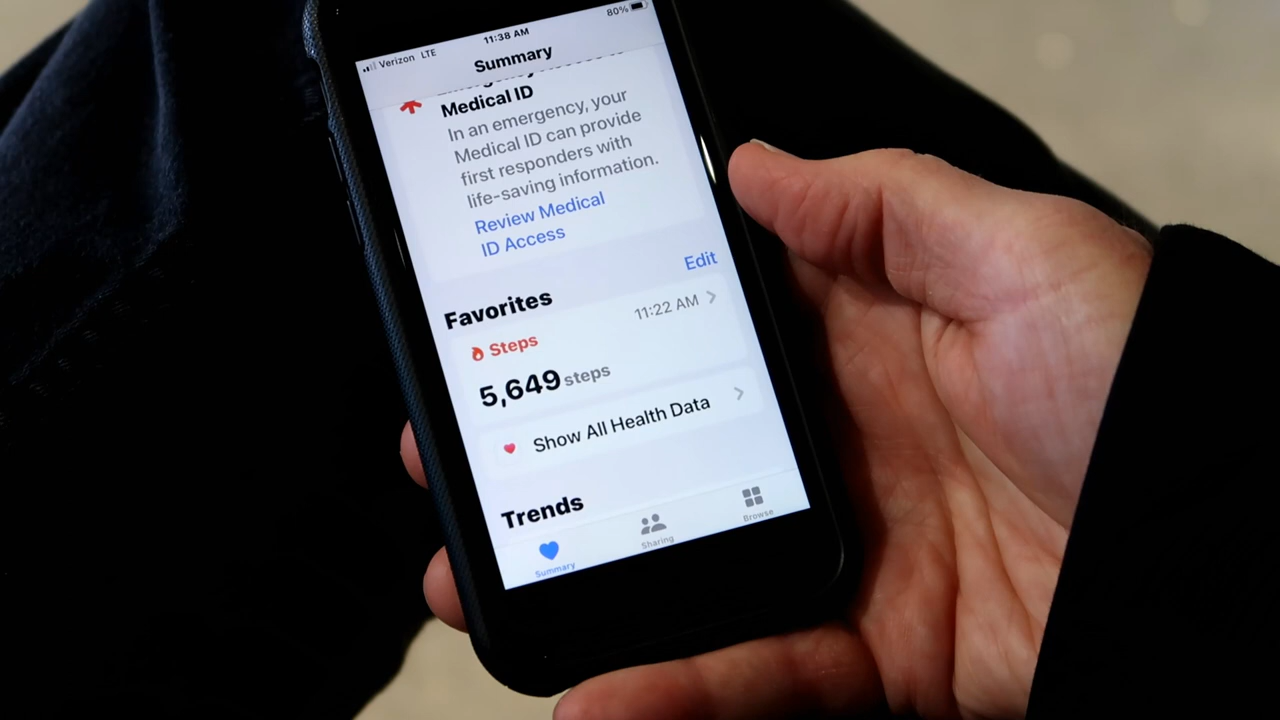 Verizon LTE 11:38 AM 80%
Summary
Medical ID
In an emergency, your
Medical ID can provide
first responders with
life-saving information.
Review Medical
ID Access
Edit
Favorites
Steps 11:22 AM
5,649 steps
Show All Health Data
Trends
Summary Sharing Browse